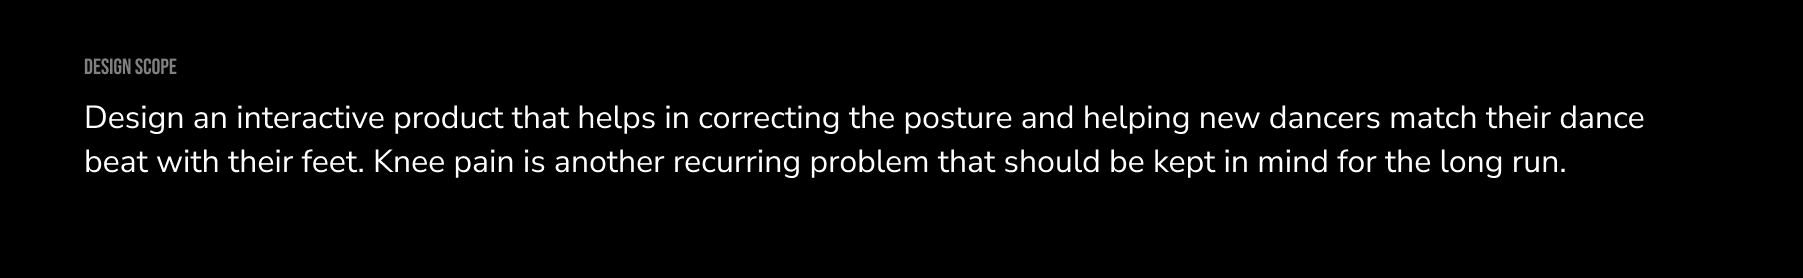 DESIGN SCOPE
Design an interactive product that helps in correcting the posture and helping new dancers match their dance
beat with their feet. Knee pain is another recurring problem that should be kept in mind for the long run.